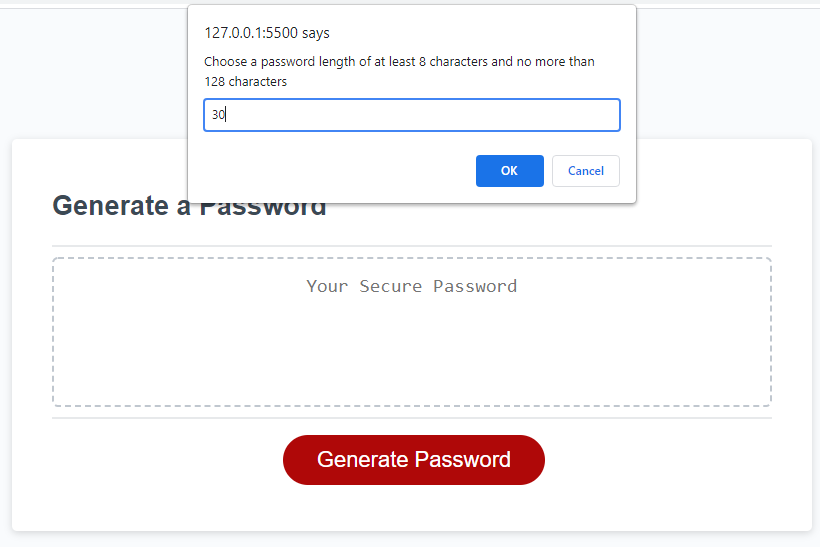 127.0.0.1:5500 says
Choose a password length of at least 8 characters and no more than
128 characters
30
OK
Cancel
Generate a Password
Your Secure Password
Generate Password